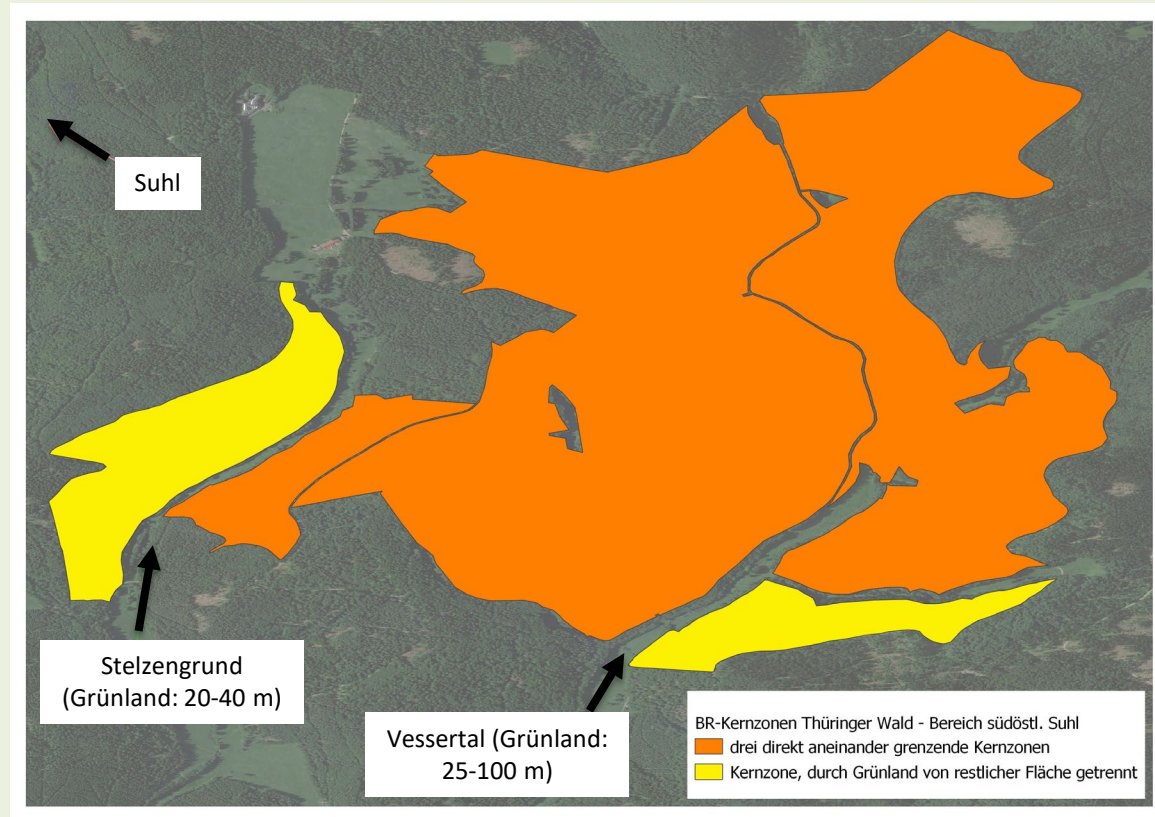 Suhl
Stelzengrund
(Grünland: 20-40 m)
Vessertal (Grünland:
25-100 m)
BR-Kernzonen Thüringer Wald - Bereich südöstl. Suhl
drei direkt aneinander grenzende Kernzonen
Kernzone, durch Grünland von restlicher Fläche getrennt